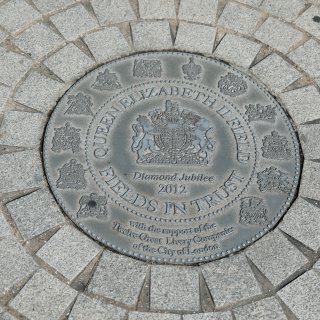 QUEEN ELIZABETH II FIELD
Diamond Jubilee
2012
FIELDS IN TRUST
with the support of the
Twelve Great Livery Companies
of the City of London